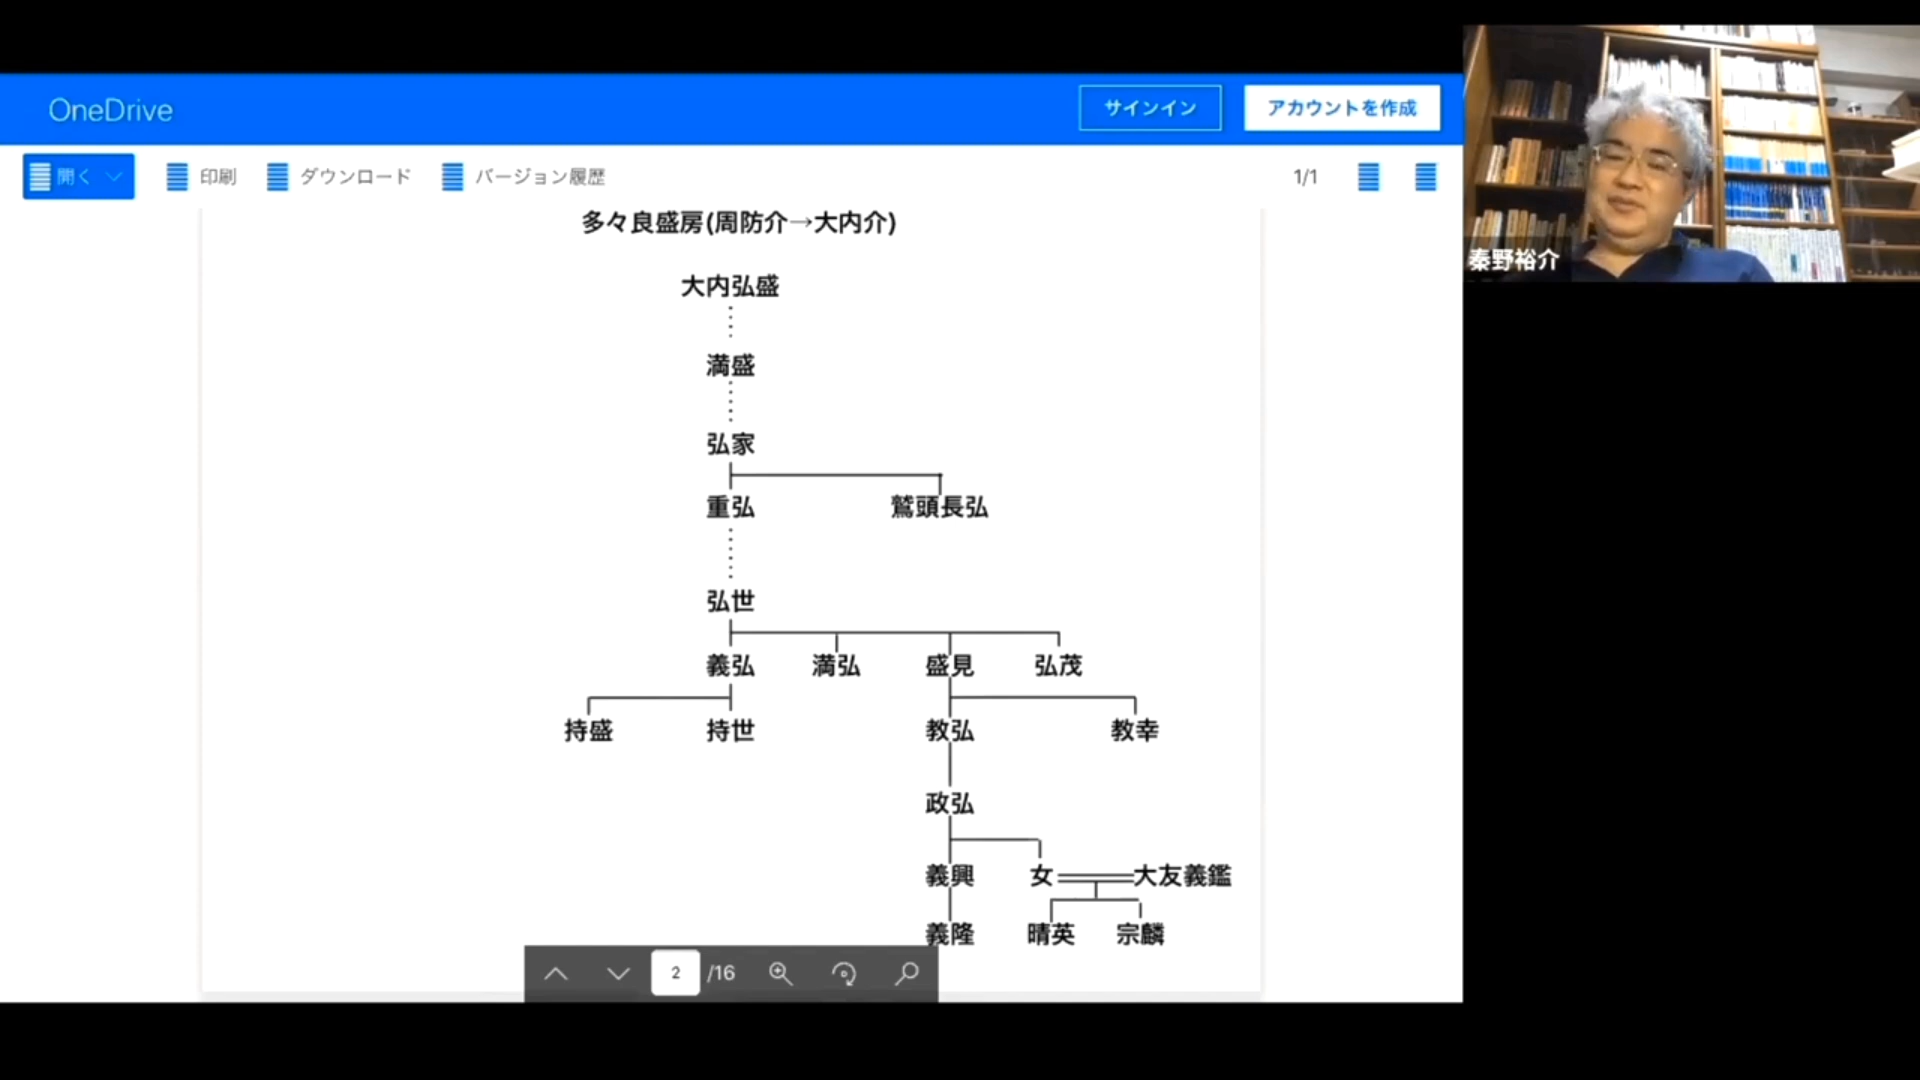 OneDrive
サインイン
アカウントを作成
開く
印刷
ダウンロード
バージョン履歴
1/1
多々良盛房(周防介→大内介)
大内弘盛
満盛
弘家
重弘 鷲頭長弘
弘世
義弘 満弘 盛見 弘茂
持盛 持世 教弘 教幸
政弘
義興 女 大友義鑑
義隆 晴英 宗麟
2 /16
秦野裕介